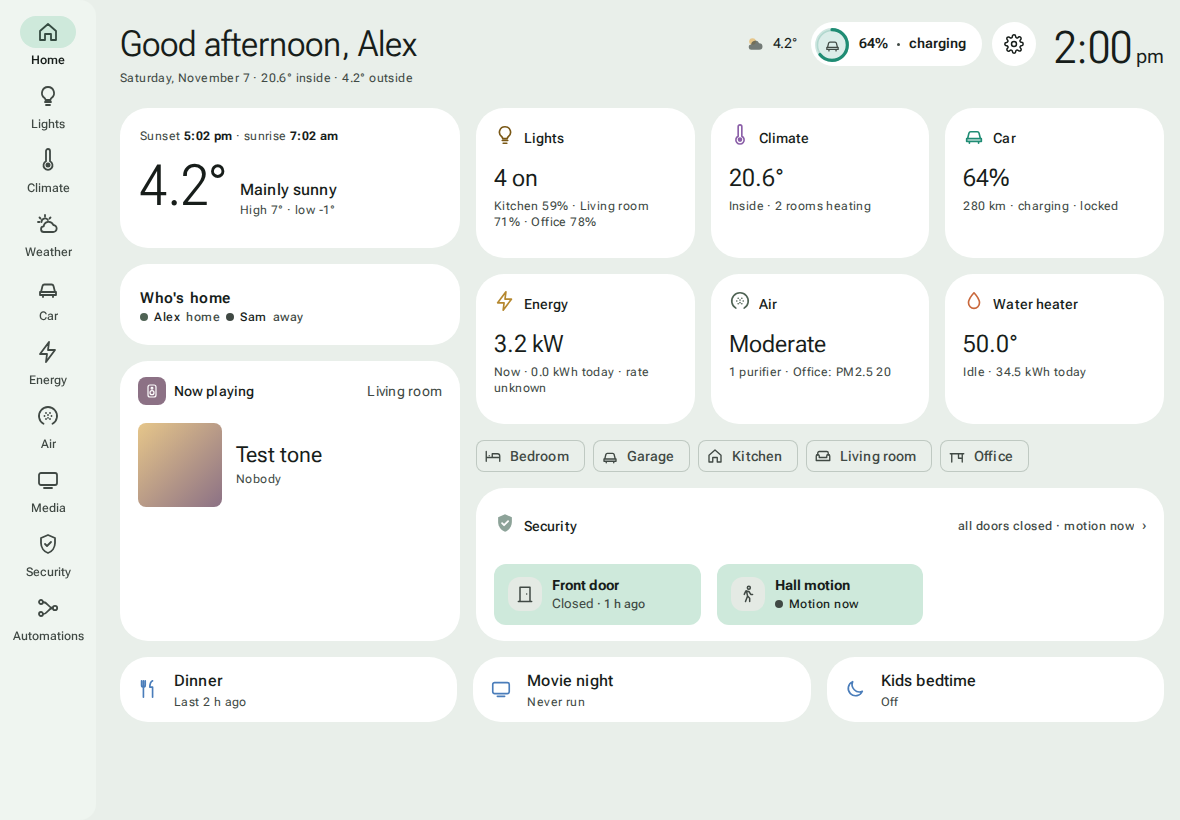 Home
Lights
Climate
Weather
Car
Energy
Air
Media
Security
Automations
Good afternoon, Alex
Saturday, November 7 · 20.6° inside · 4.2° outside
4.2°
64% · charging
2:00 pm
Sunset 5:02 pm · sunrise 7:02 am
4.2°
Mainly sunny
High 7° · low -1°
Who's home
Alex home Sam away
Now playing
Living room
Test tone
Nobody
Lights
4 on
Kitchen 59% · Living room
71% · Office 78%
Climate
20.6°
Inside · 2 rooms heating
Car
64%
280 km · charging · locked
Energy
3.2 kW
Now · 0.0 kWh today · rate
unknown
Air
Moderate
1 purifier · Office: PM2.5 20
Water heater
50.0°
Idle · 34.5 kWh today
Bedroom
Garage
Kitchen
Living room
Office
Security
all doors closed · motion now ›
Front door
Closed · 1 h ago
Hall motion
Motion now
Dinner
Last 2 h ago
Movie night
Never run
Kids bedtime
Off